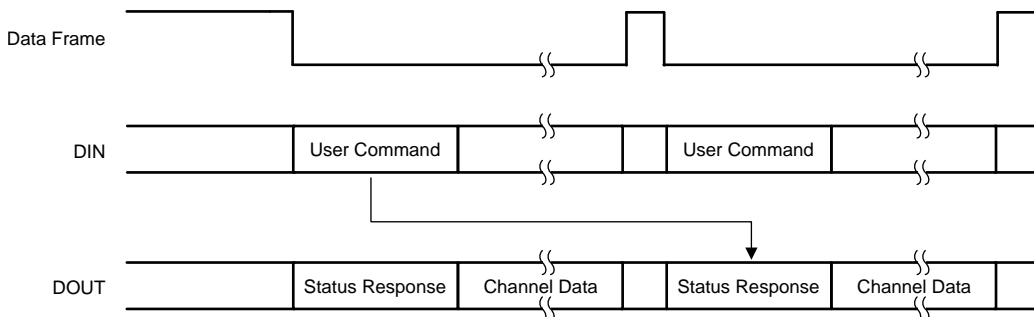 Data Frame
DIN
User Command
User Command
DOUT
Status Response
Channel Data
Status Response
Channel Data